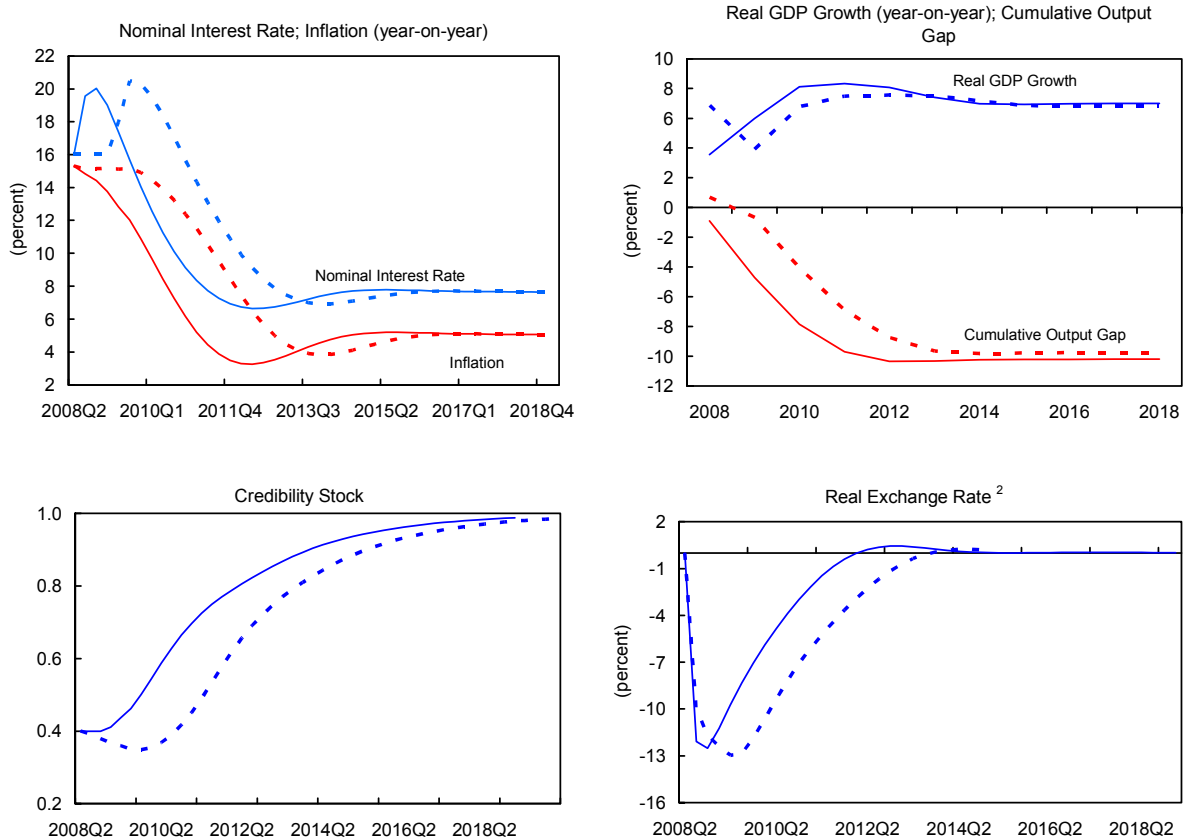 Nominal Interest Rate; Inflation (year-on-year)
22
20
18
16
14
12
10
8
6
4
2
(percent)
Nominal Interest Rate
Inflation
2008Q2 2010Q1 2011Q4 2013Q3 2015Q2 2017Q1 2018Q4
Real GDP Growth (year-on-year); Cumulative Output
Gap
10
8
6
4
2
0
-2
-4
-6
-8
-10
-12
(percent)
Real GDP Growth
Cumulative Output Gap
2008 2010 2012 2014 2016 2018
Credibility Stock
1.0
0.8
0.6
0.4
0.2
2008Q2 2010Q2 2012Q2 2014Q2 2016Q2 2018Q2
Real Exchange Rate 2
2
-1
-4
-7
-10
-13
-16
(percent)
2008Q2 2010Q2 2012Q2 2014Q2 2016Q2 2018Q2